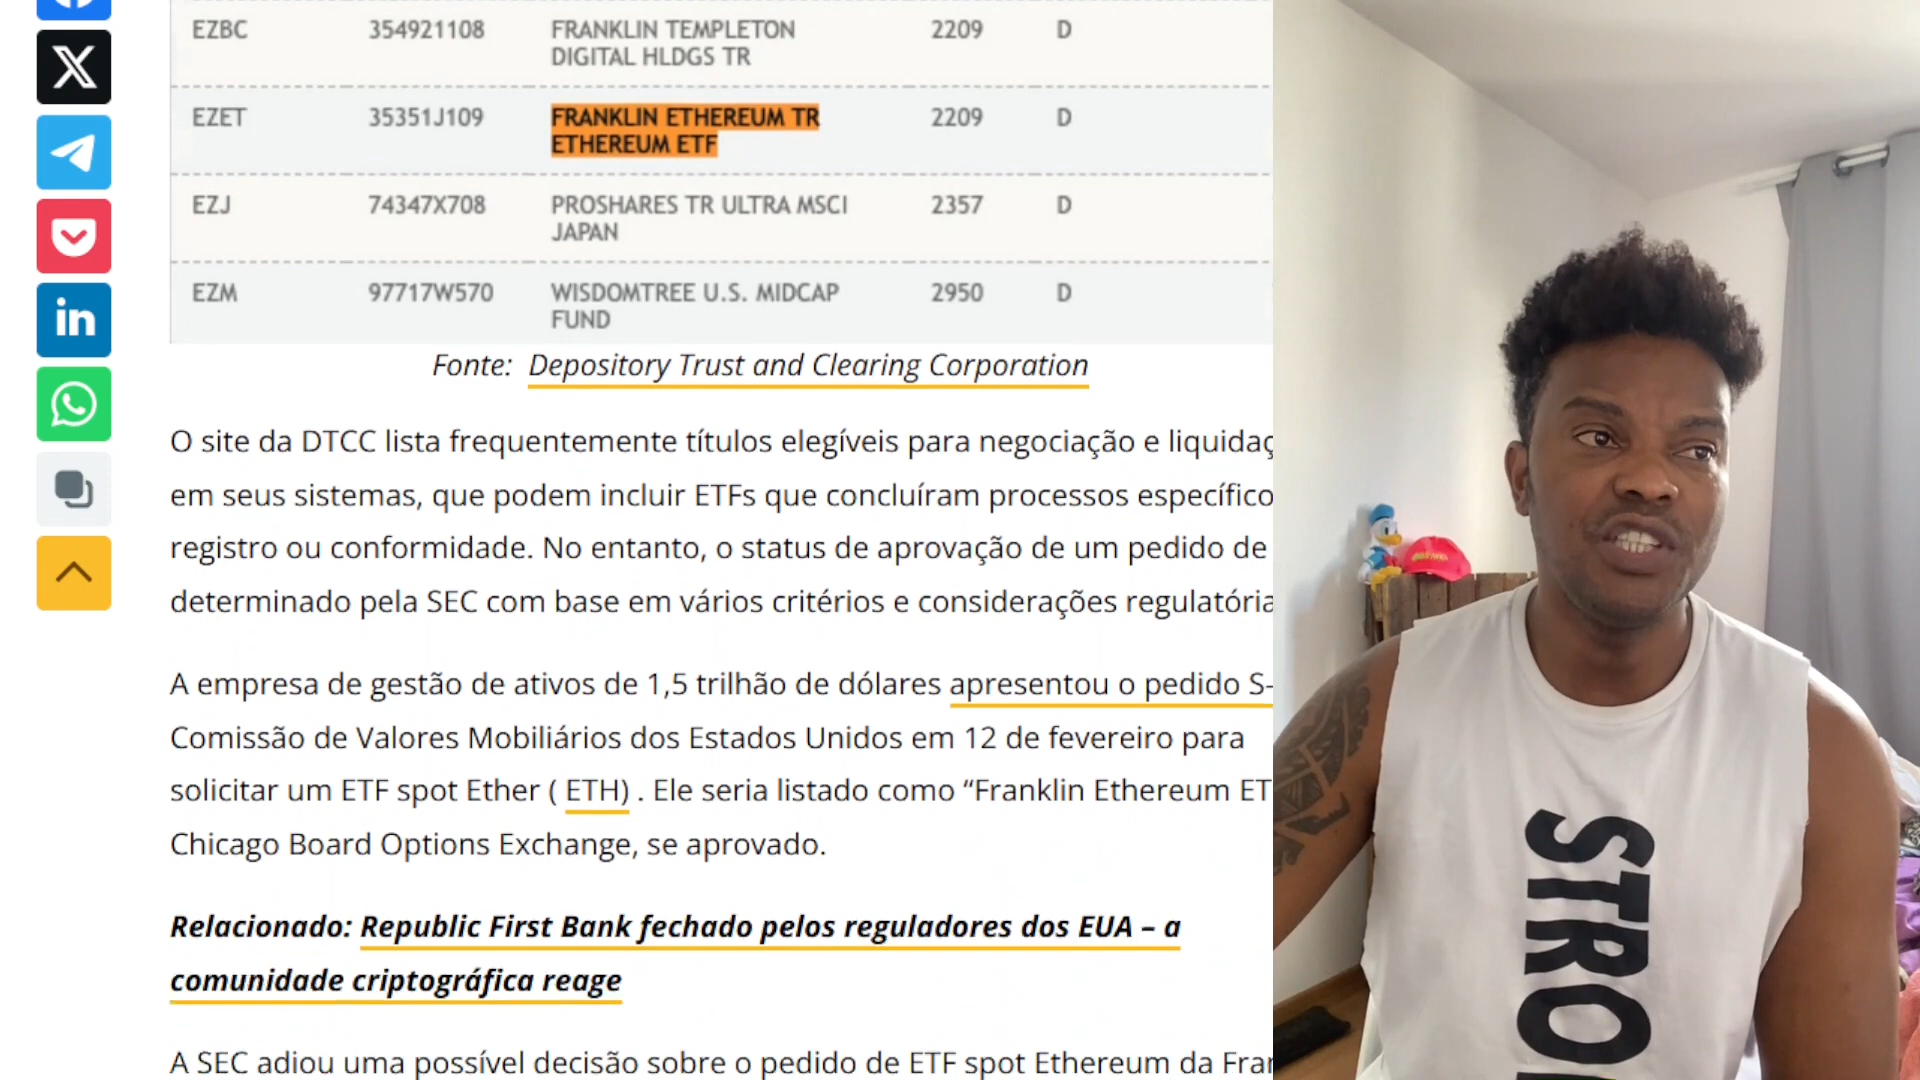 EZBC 354921108 FRANKLIN TEMPLETON 2209 D
DIGITAL HLDGS TR
EZET 35351J109 FRANKLIN ETHEREUM TR 2209 D
ETHEREUM ETF
EZJ 74347X708 PROSHARES TR ULTRA MSCI 2357 D
JAPAN
EZM 97717W570 WISDOMTREE U.S. MIDCAP 2950 D
FUND
Fonte: Depository Trust and Clearing Corporation
O site da DTCC lista frequentemente títulos elegíveis para negociação e liquidaç
em seus sistemas, que podem incluir ETFs que concluíram processos específico
registro ou conformidade. No entanto, o status de aprovação de um pedido de
determinado pela SEC com base em vários critérios e considerações regulatória
A empresa de gestão de ativos de 1,5 trilhão de dólares apresentou o pedido S-
Comissão de Valores Mobiliários dos Estados Unidos em 12 de fevereiro para
solicitar um ETF spot Ether ( ETH) . Ele seria listado como “Franklin Ethereum ET
Chicago Board Options Exchange, se aprovado.
Relacionado: Republic First Bank fechado pelos reguladores dos EUA – a
comunidade criptográfica reage
A SEC adiou uma possível decisão sobre o pedido de ETF spot Ethereum da Fran
in
STRO